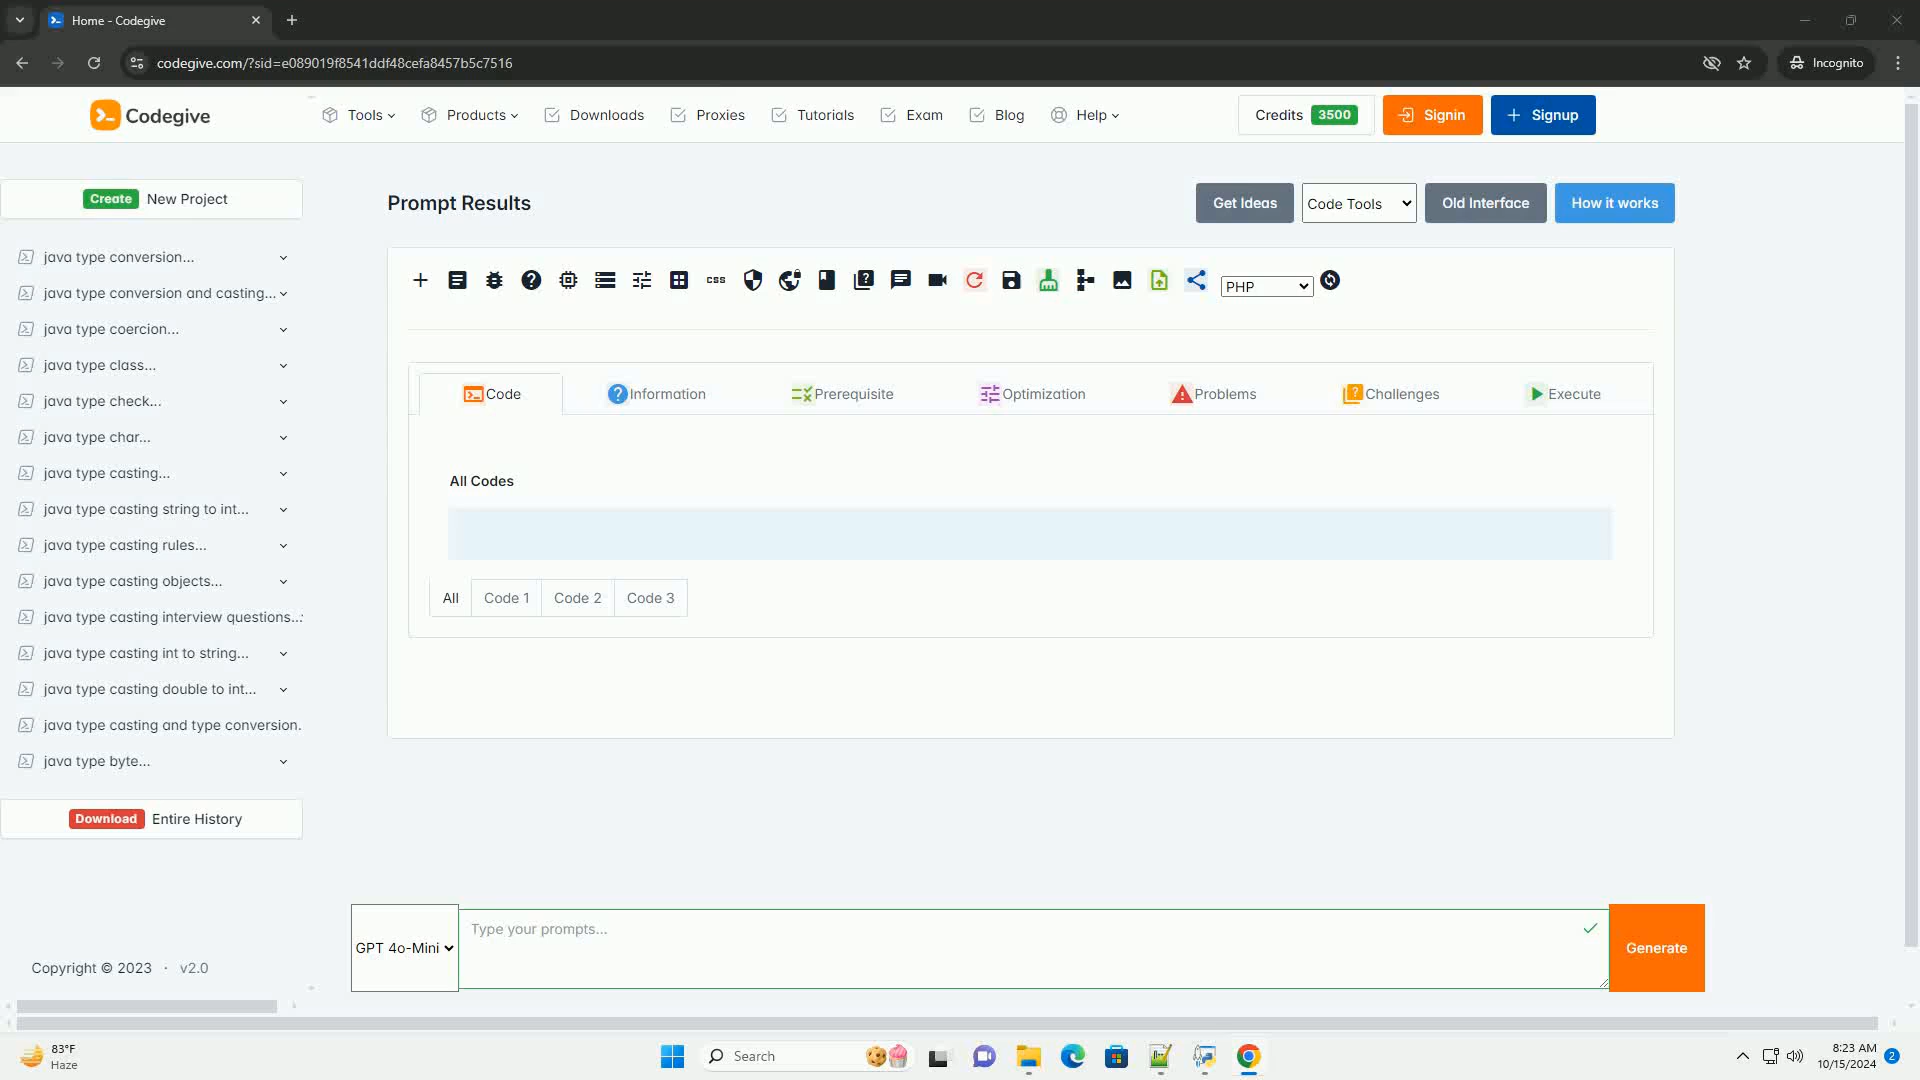 Home - Codegive
codegive.com/?sid=e089019f8541ddf48cefa8457b5c7516
Incognito
Codegive
Tools
Products
Downloads
Proxies
Tutorials
Exam
Blog
Help
Credits 3500
Signin
Signup
Create New Project
java type conversion...
java type conversion and casting...
java type coercion...
java type class...
java type check...
java type char...
java type casting...
java type casting string to int...
java type casting rules...
java type casting objects...
java type casting interview questions...
java type casting int to string...
java type casting double to int...
java type casting and type conversion.
java type byte...
Download Entire History
Copyright © 2023 · v2.0
Prompt Results
Get Ideas
Code Tools
Old Interface
How it works
css
PHP
Code
Information
Prerequisite
Optimization
Problems
Challenges
Execute
All Codes
All
Code 1
Code 2
Code 3
GPT 4o-Mini
Type your prompts...
Generate
83°F
Haze
Search
8:23 AM
10/15/2024
2